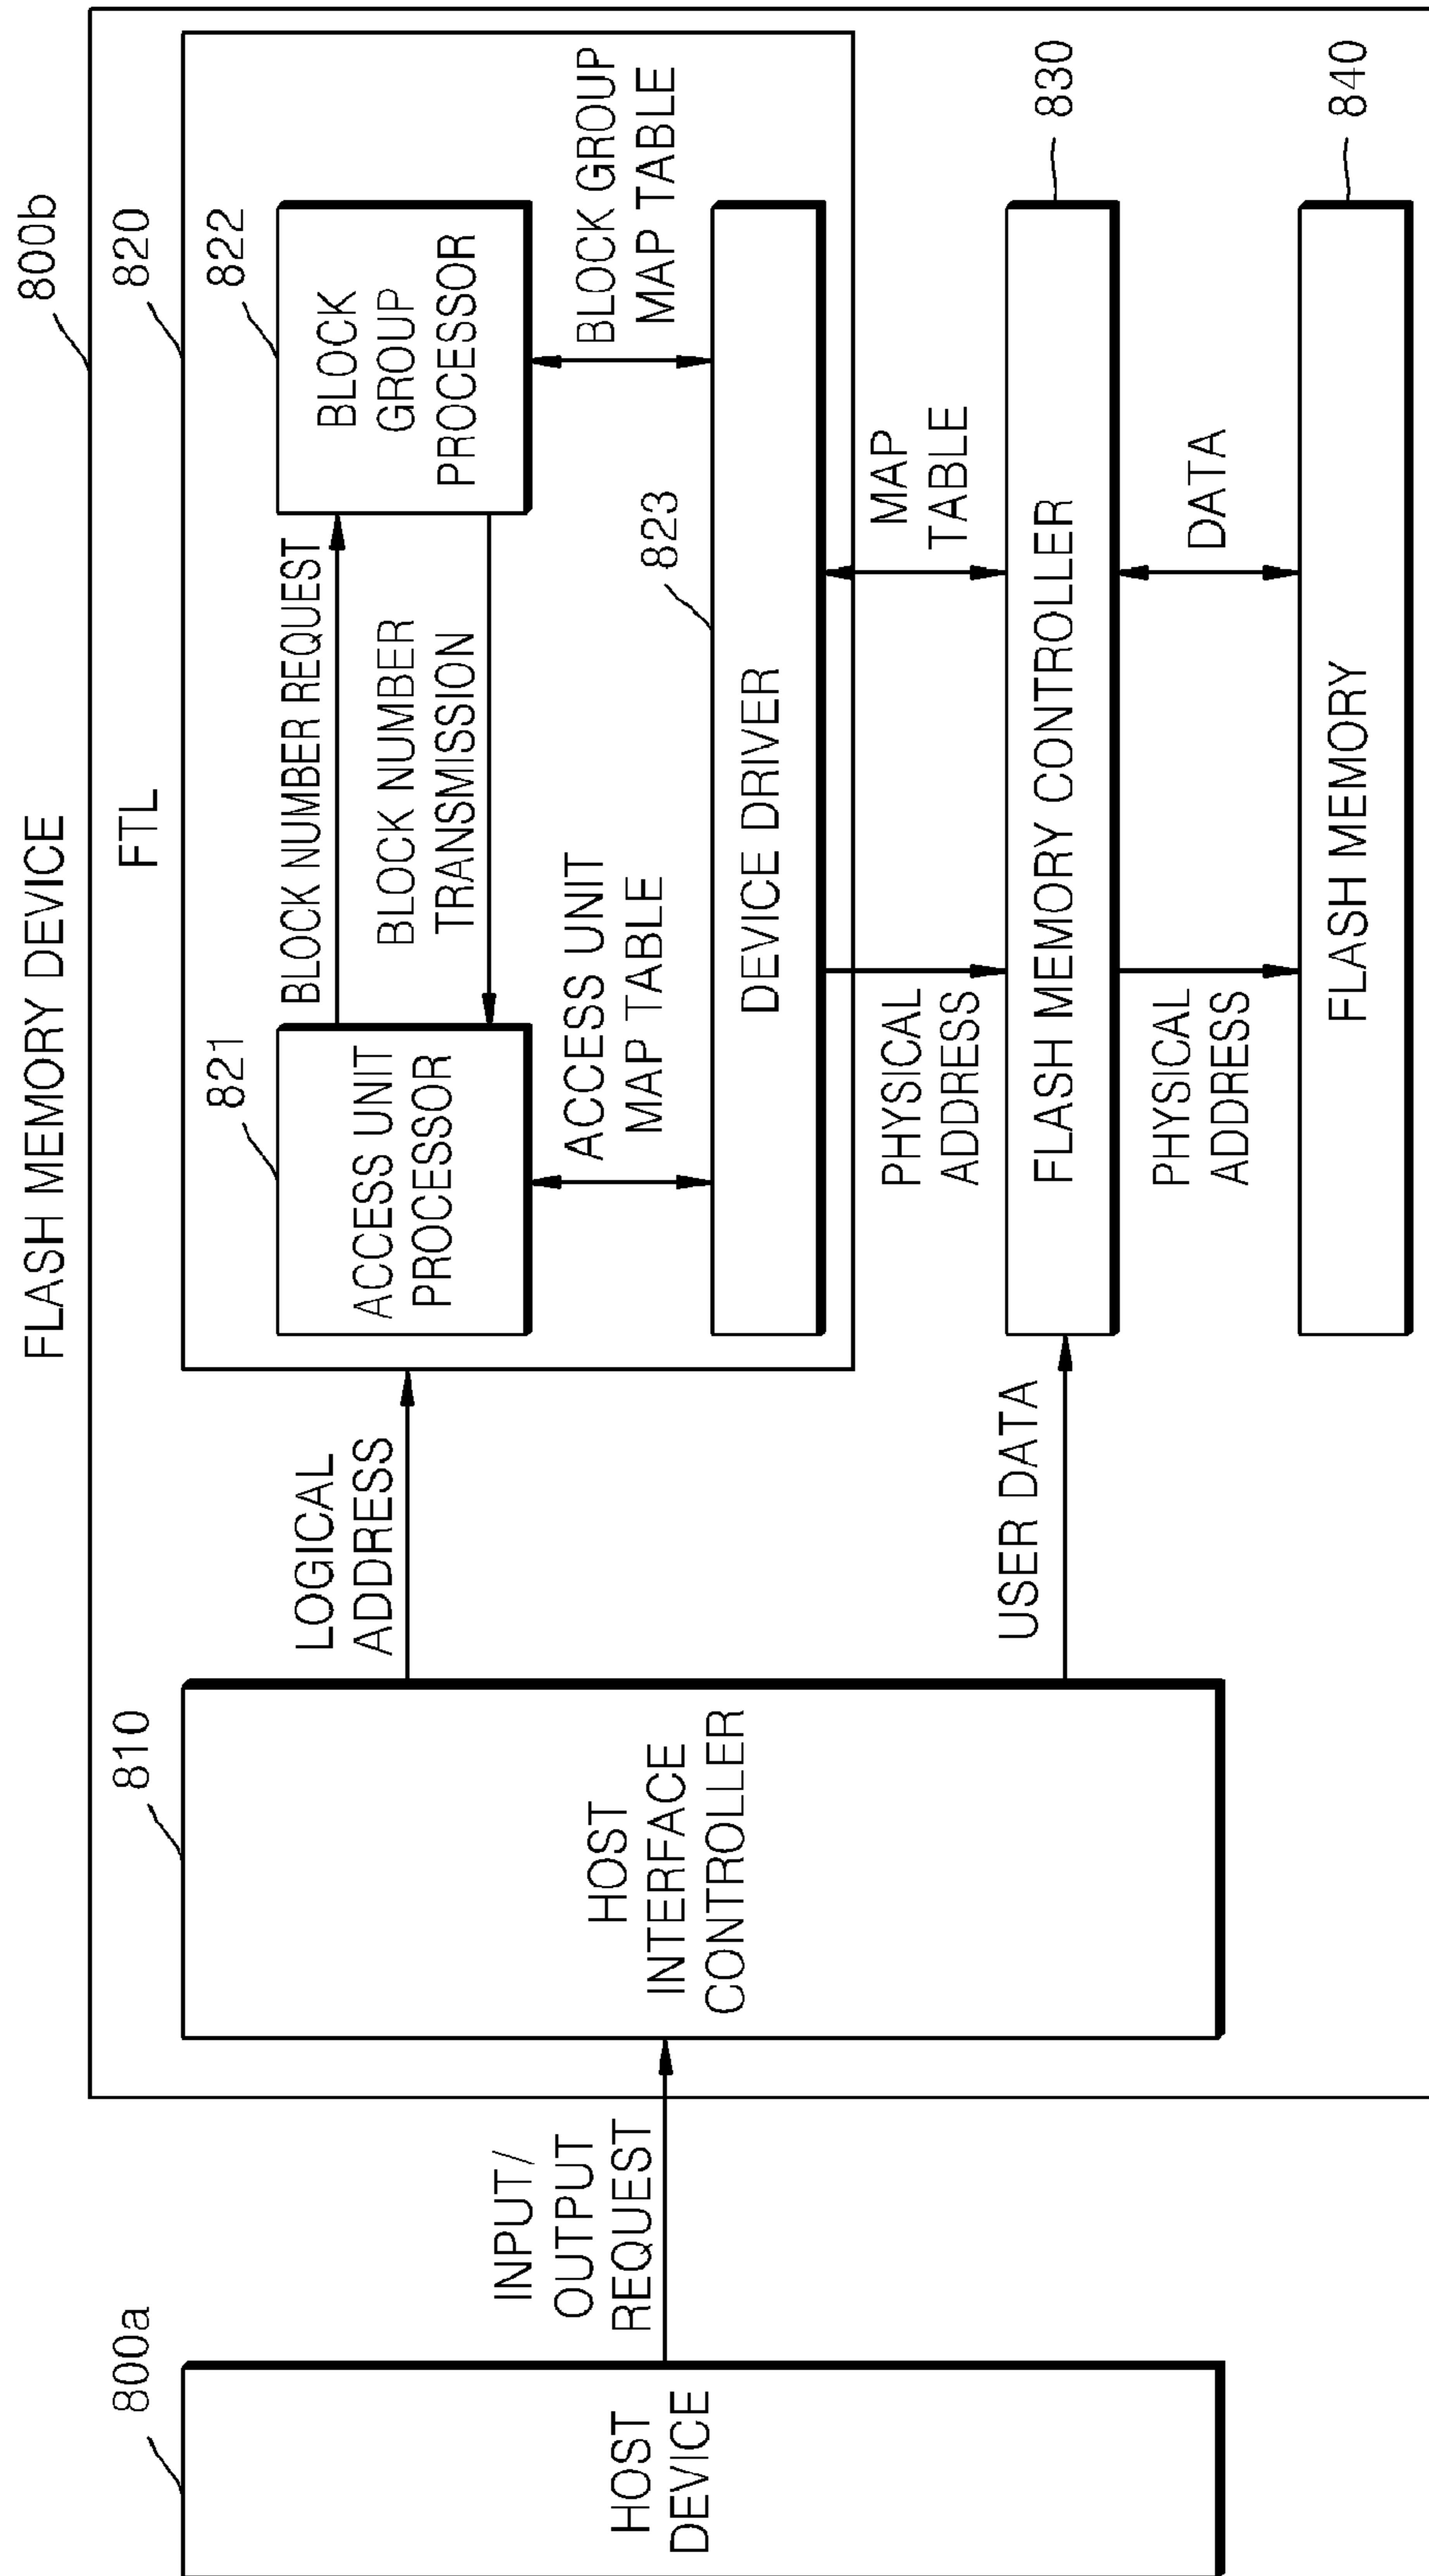 FLASH MEMORY DEVICE
800b
800a
HOST
DEVICE
INPUT/
OUTPUT
REQUEST
810
HOST
INTERFACE
CONTROLLER
LOGICAL
ADDRESS
USER DATA
FTL
820
821
ACCESS UNIT
PROCESSOR
BLOCK NUMBER REQUEST
BLOCK NUMBER
TRANSMISSION
822
BLOCK
GROUP
PROCESSOR
ACCESS UNIT
MAP TABLE
BLOCK GROUP
MAP TABLE
823
DEVICE DRIVER
PHYSICAL
ADDRESS
MAP
TABLE
FLASH MEMORY CONTROLLER
830
PHYSICAL
ADDRESS
DATA
FLASH MEMORY
840